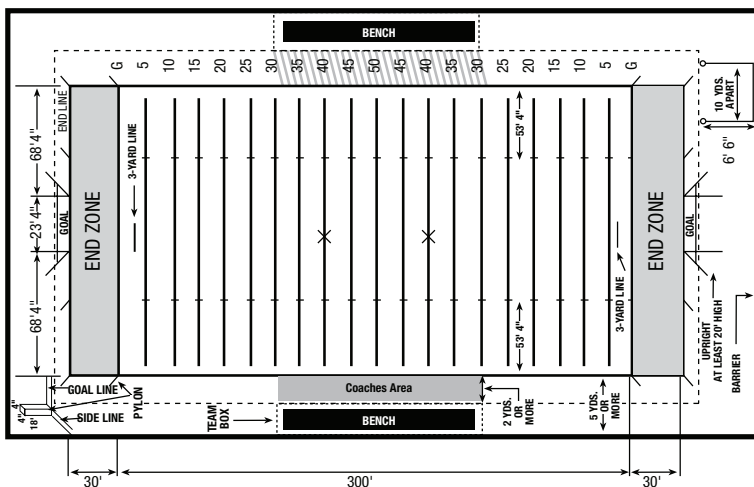 BENCH
G 5 10 15 20 25 30 35 40 45 50 45 40 35 30 25 20 15 10 5 G
END LINE
68'4"
23'4"
68'4"
GOAL
END ZONE
3-YARD LINE
53' 4"
53' 4"
3-YARD LINE
END ZONE
GOAL
10 YDS.
APART
6' 6"
UPRIGHT
AT LEAST 20' HIGH
BARRIER
GOAL LINE
PYLON
SIDE LINE
4"
4"
18'
TEAM
BOX
Coaches Area
BENCH
2 YDS.
OR
MORE
5 YDS.
OR
MORE
30'
300'
30'